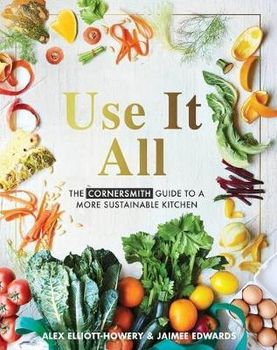 Use It
All
THE CORNERSMITH GUIDE TO A
MORE SUSTAINABLE KITCHEN
ALEX ELLIOTT-HOWERY & JAIMEE EDWARDS